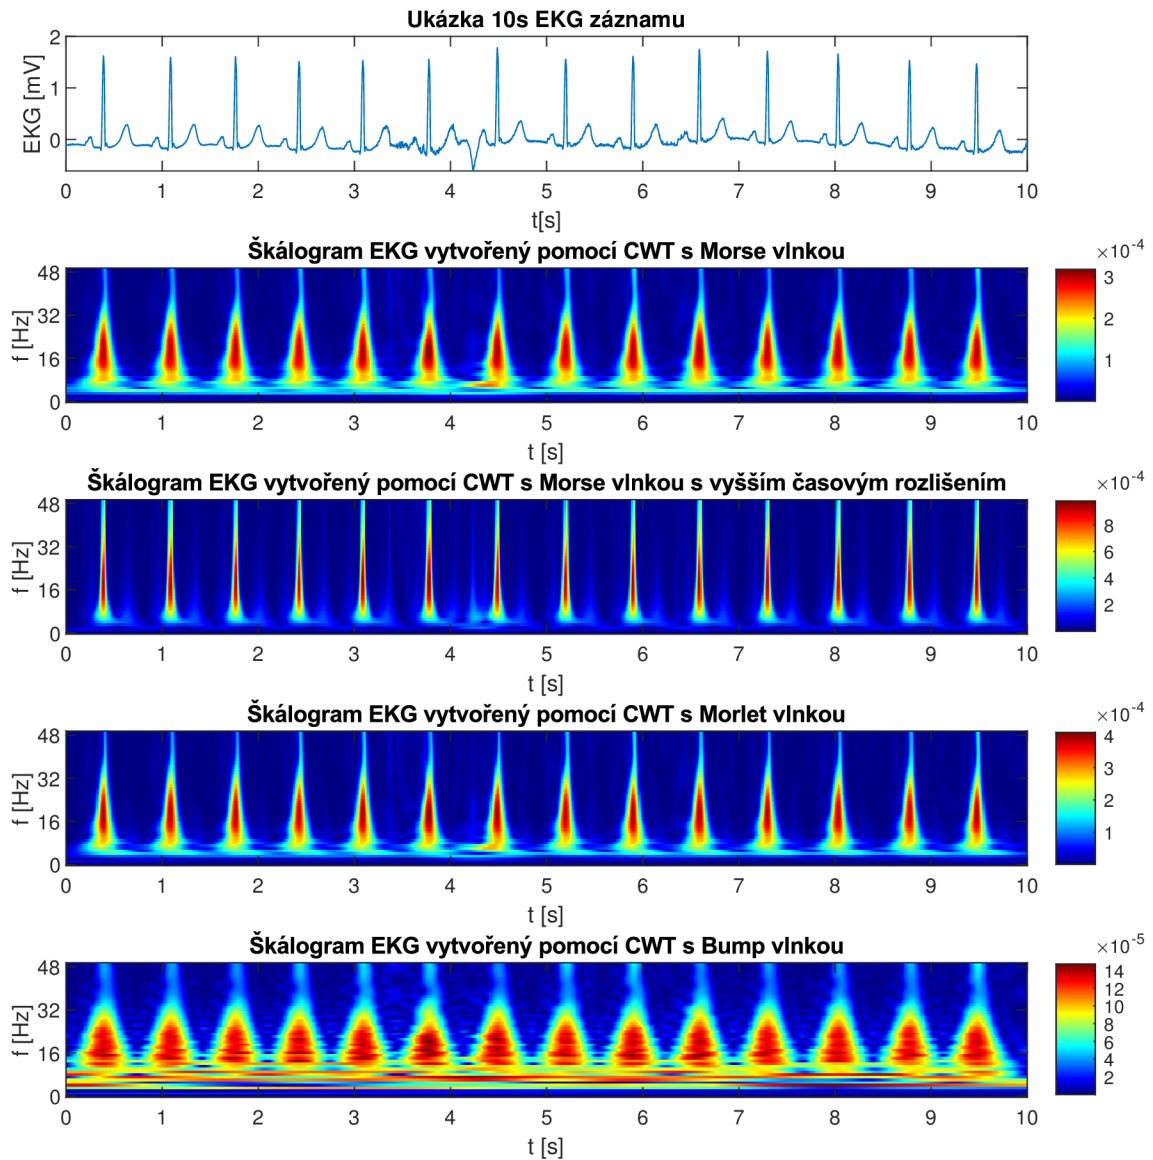 Ukázka 10s EKG záznamu
2
1
0
EKG [mV]
0 1 2 3 4 5 6 7 8 9 10
t[s]
Škálogram EKG vytvořený pomocí CWT s Morse vlnkou
×10-4
48
32
16
0
f [Hz]
3
2
1
0 1 2 3 4 5 6 7 8 9 10
t [s]
Škálogram EKG vytvořený pomocí CWT s Morse vlnkou s vyšším časovým rozlišením
×10-4
48
32
16
0
f [Hz]
8
6
4
2
0 1 2 3 4 5 6 7 8 9 10
t [s]
Škálogram EKG vytvořený pomocí CWT s Morlet vlnkou
×10-4
48
32
16
0
f [Hz]
4
3
2
1
0 1 2 3 4 5 6 7 8 9 10
t [s]
Škálogram EKG vytvořený pomocí CWT s Bump vlnkou
×10-5
48
32
16
0
f [Hz]
14
12
10
8
6
4
2
0 1 2 3 4 5 6 7 8 9 10
t [s]